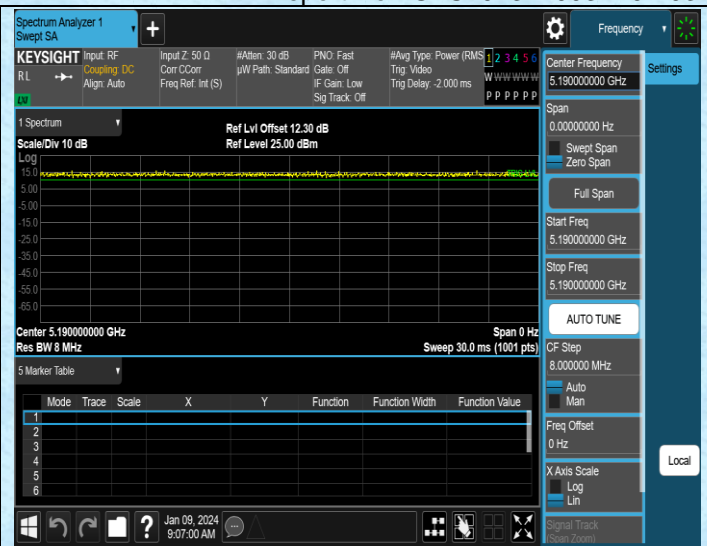 Spectrum Analyzer 1
Swept SA
+
Frequency
KEYSIGHT
RL
LXI
Input: RF
Coupling: DC
Align: Auto
Input Z: 50 Ω
Corr CCorr
Freq Ref: Int (S)
#Atten: 30 dB
µW Path: Standard
PNO: Fast
Gate: Off
IF Gain: Low
Sig Track: Off
#Avg Type: Power (RMS
Trig: Video
Trig Delay: -2.000 ms
1 2 3 4 5 6
W W W W W W
P P P P P P
Center Frequency
5.190000000 GHz
Settings
Span
0.00000000 Hz
Swept Span
Zero Span
Full Span
Start Freq
5.190000000 GHz
Stop Freq
5.190000000 GHz
AUTO TUNE
CF Step
8.000000 MHz
Auto
Man
Freq Offset
0 Hz
X Axis Scale
Log
Lin
Signal Track
(Span Zoom)
Local
1 Spectrum
Scale/Div 10 dB
Ref Lvl Offset 12.30 dB
Ref Level 25.00 dBm
Log
15.0
5.00
-5.00
-15.0
-25.0
-35.0
-45.0
-55.0
-65.0
Center 5.190000000 GHz
Res BW 8 MHz
Span 0 Hz
Sweep 30.0 ms (1001 pts)
5 Marker Table
Mode Trace Scale X Y Function Function Width Function Value
1
2
3
4
5
6
?
Jan 09, 2024
9:07:00 AM